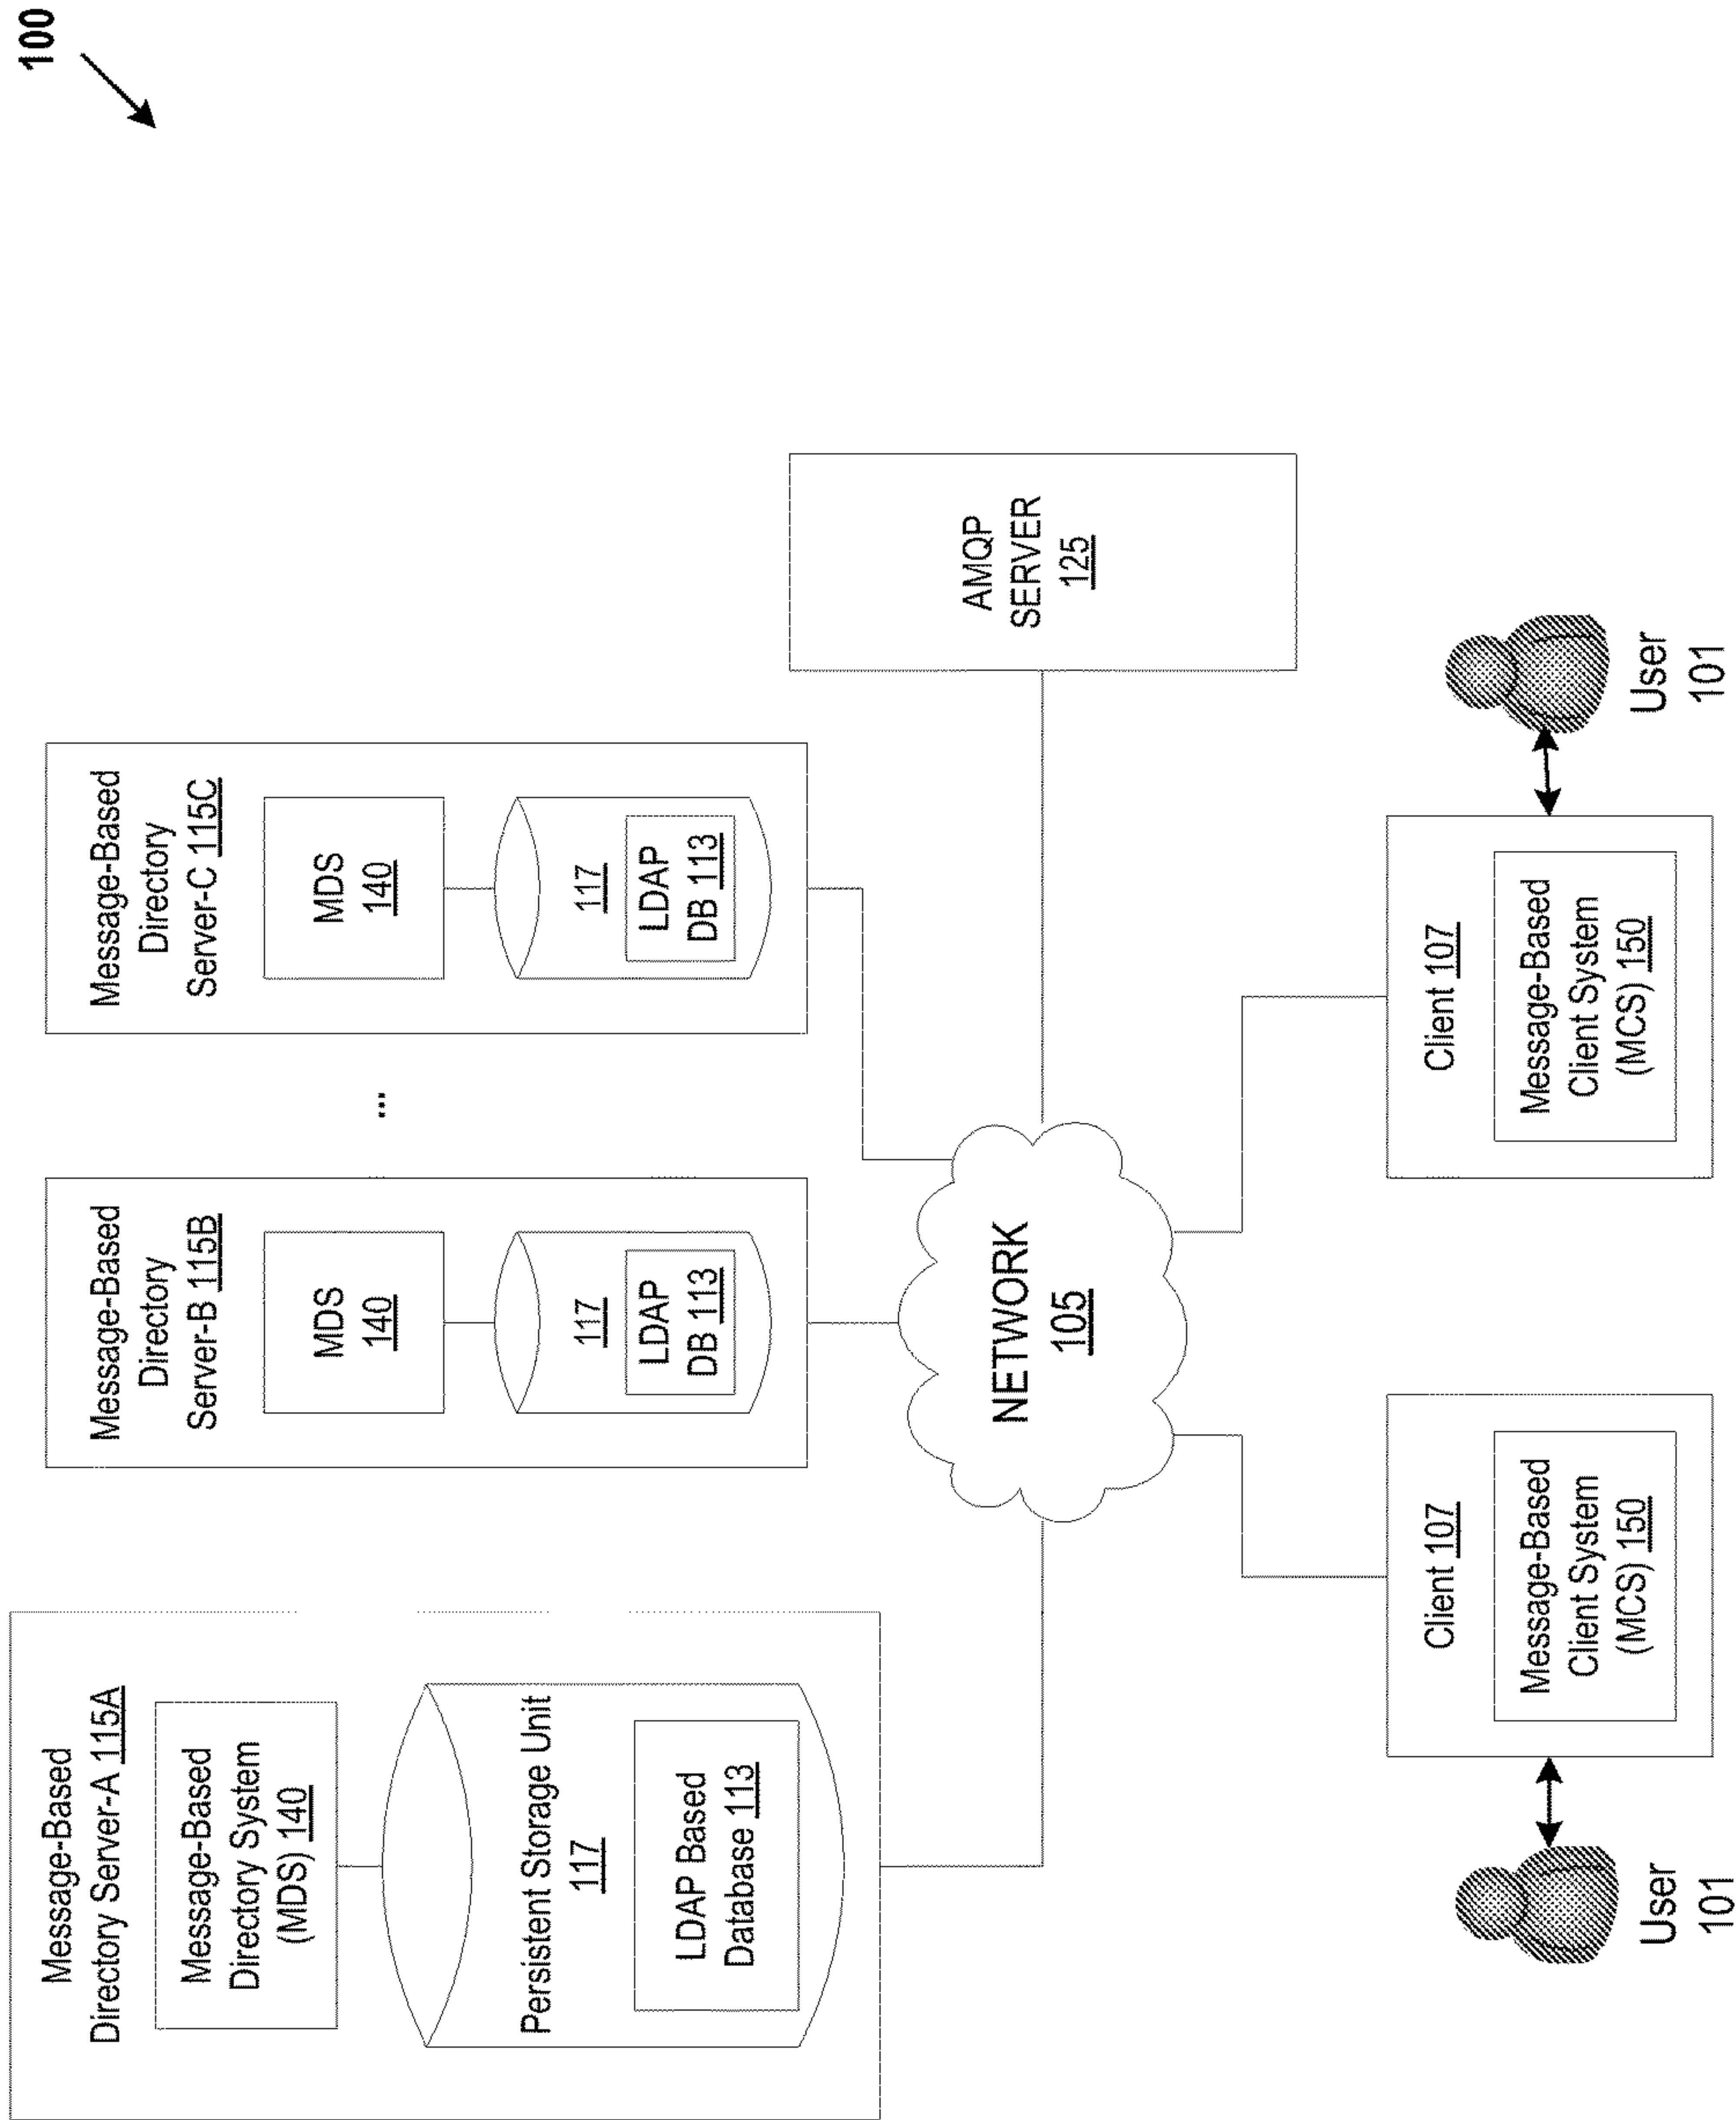 100
Message-Based
Directory Server-A 115A
Message-Based
Directory System
(MDS) 140
Persistent Storage Unit
117
LDAP Based
Database 113
Message-Based
Directory
Server-B 115B
MDS
140
117
LDAP
DB 113
...
Message-Based
Directory
Server-C 115C
MDS
140
117
LDAP
DB 113
NETWORK
105
AMQP
SERVER
125
User
101
Client 107
Message-Based
Client System
(MCS) 150
Client 107
Message-Based
Client System
(MCS) 150
User
101